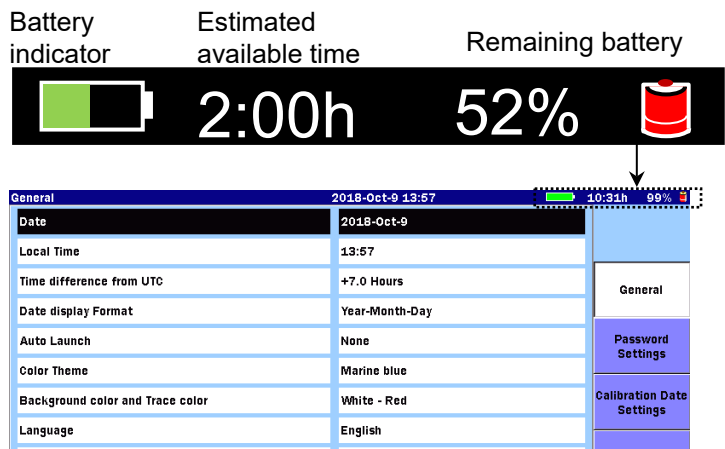 Battery indicator
Estimated available time
Remaining battery
2:00h 52%
General 2018-Oct-9 13:57 10:31h 99%
Date 2018-Oct-9
Local Time 13:57
Time difference from UTC +7.0 Hours
General
Date display Format Year-Month-Day
Auto Launch None
Password Settings
Color Theme Marine blue
Background color and Trace color White - Red
Calibration Date Settings
Language English